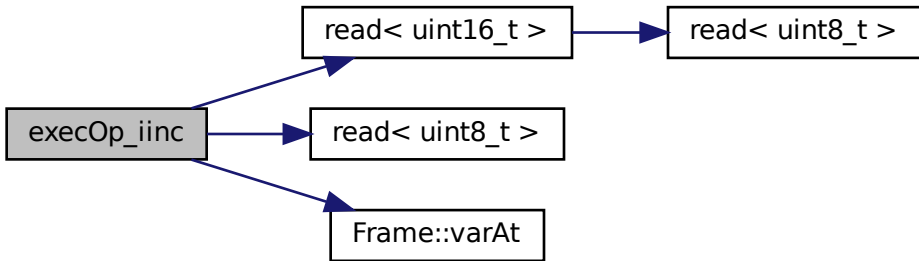 read< uint16_t >
read< uint8_t >
execOp_iinc
read< uint8_t >
Frame::varAt